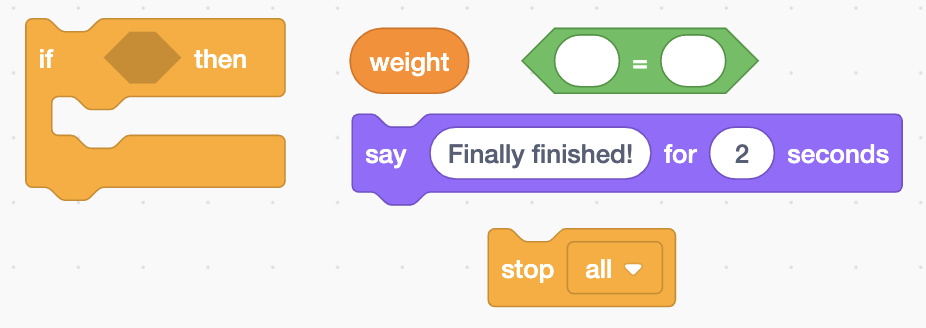 if then
weight
=
say Finally finished! for 2 seconds
stop all